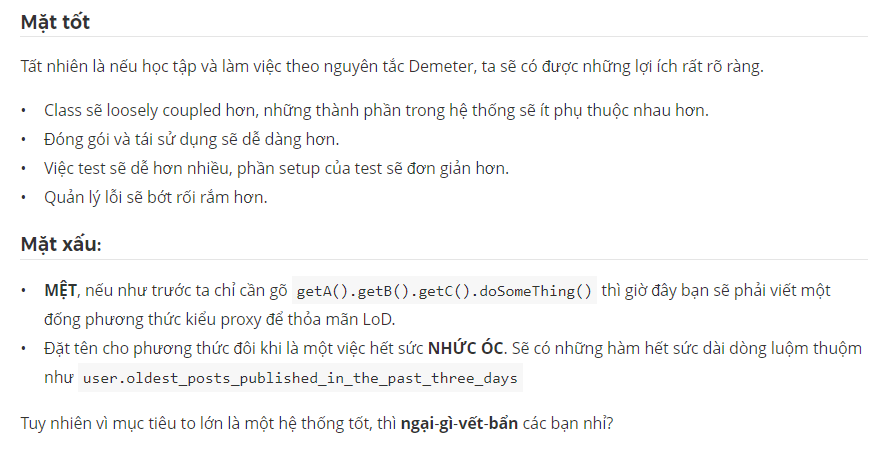 Mặt tốt
Tất nhiên là nếu học tập và làm việc theo nguyên tắc Demeter, ta sẽ có được những lợi ích rất rõ ràng.
• Class sẽ loosely coupled hơn, những thành phần trong hệ thống sẽ ít phụ thuộc nhau hơn.
• Đóng gói và tái sử dụng sẽ dễ dàng hơn.
• Việc test sẽ dễ hơn nhiều, phần setup của test sẽ đơn giản hơn.
• Quản lý lỗi sẽ bớt rối rắm hơn.
Mặt xấu:
• MỆT, nếu như trước ta chỉ cần gõ getA().getB().getC().doSomeThing() thì giờ đây bạn sẽ phải viết một
đống phương thức kiểu proxy để thỏa mãn LoD.
• Đặt tên cho phương thức đôi khi là một việc hết sức NHỨC ÓC. Sẽ có những hàm hết sức dài dòng luộm thuộm
như user.oldest_posts_published_in_the_past_three_days
Tuy nhiên vì mục tiêu to lớn là một hệ thống tốt, thì ngại-gì-vết-bẩn các bạn nhỉ?